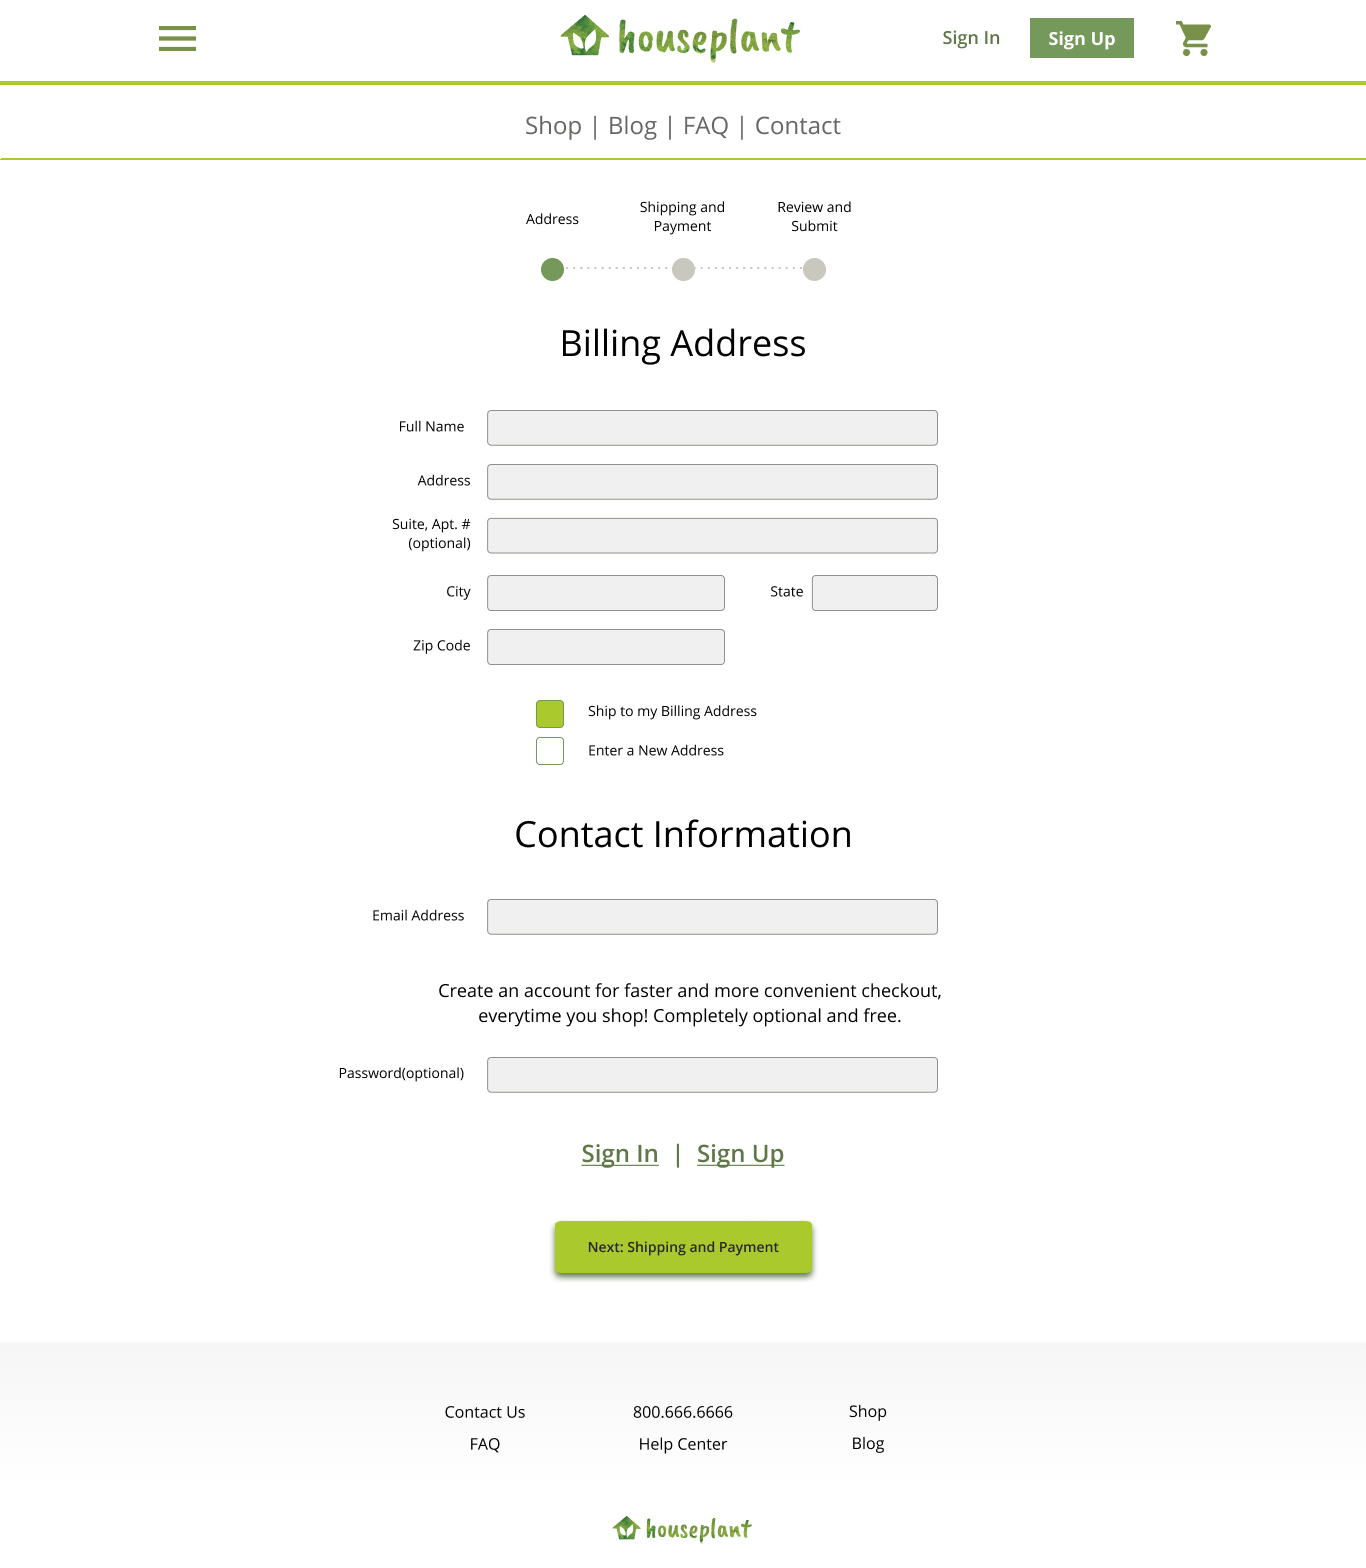 houseplant
Sign In
Sign Up
Shop | Blog | FAQ | Contact
Address
Shipping and
Payment
Review and
Submit
Billing Address
Full Name
Address
Suite, Apt. #
(optional)
City
State
Zip Code
Ship to my Billing Address
Enter a New Address
Contact Information
Email Address
Create an account for faster and more convenient checkout,
everytime you shop! Completely optional and free.
Password(optional)
Sign In | Sign Up
Next: Shipping and Payment
Contact Us
800.666.6666
Shop
FAQ
Help Center
Blog
houseplant